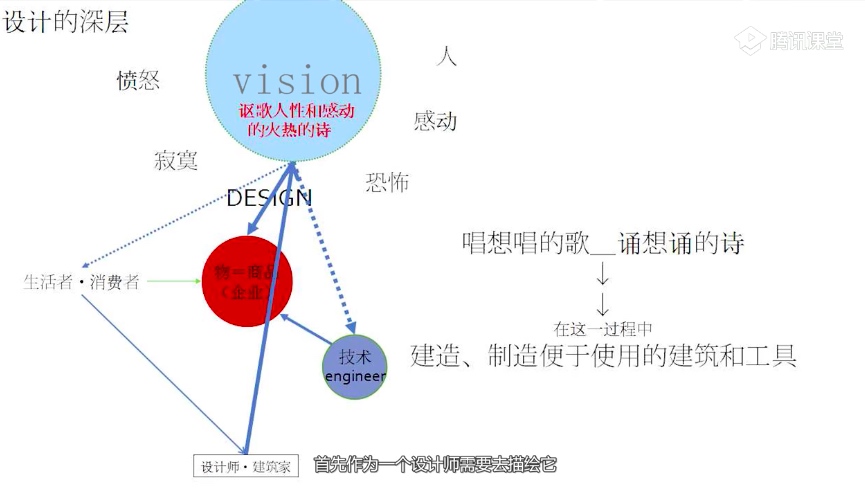 设计的深层
腾讯课堂
人
愤怒
vision
讴歌人性和感动
的火热的诗
感动
寂寞
恐怖
DESIGN
唱想唱的歌__诵想诵的诗
生活者・消费者
物＝商品
（企业）
在这一过程中
建造、制造便于使用的建筑和工具
技术
engineer
设计师・建筑家
首先作为一个设计师需要去描绘它